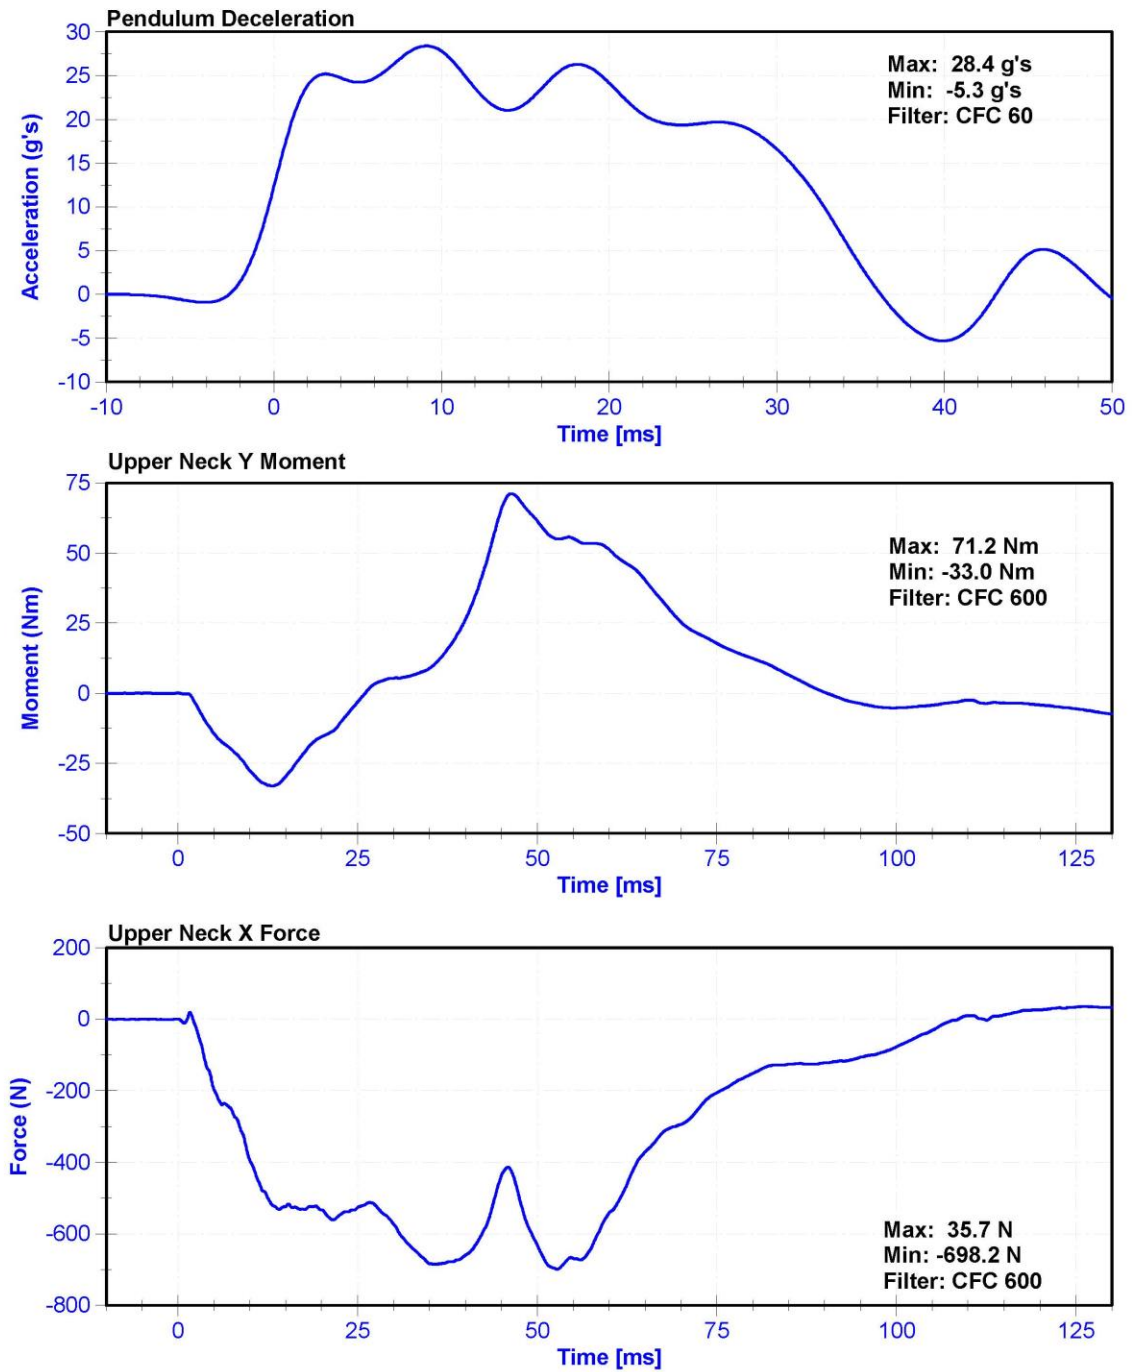 Pendulum Deceleration
30
25
20
15
10
5
0
-5
-10
Acceleration (g's)
Max: 28.4 g's
Min: -5.3 g's
Filter: CFC 60
-10 0 10 20 30 40 50
Time [ms]
Upper Neck Y Moment
75
50
25
0
-25
-50
Moment (Nm)
Max: 71.2 Nm
Min: -33.0 Nm
Filter: CFC 600
0 25 50 75 100 125
Time [ms]
Upper Neck X Force
200
0
-200
-400
-600
-800
Force (N)
Max: 35.7 N
Min: -698.2 N
Filter: CFC 600
0 25 50 75 100 125
Time [ms]